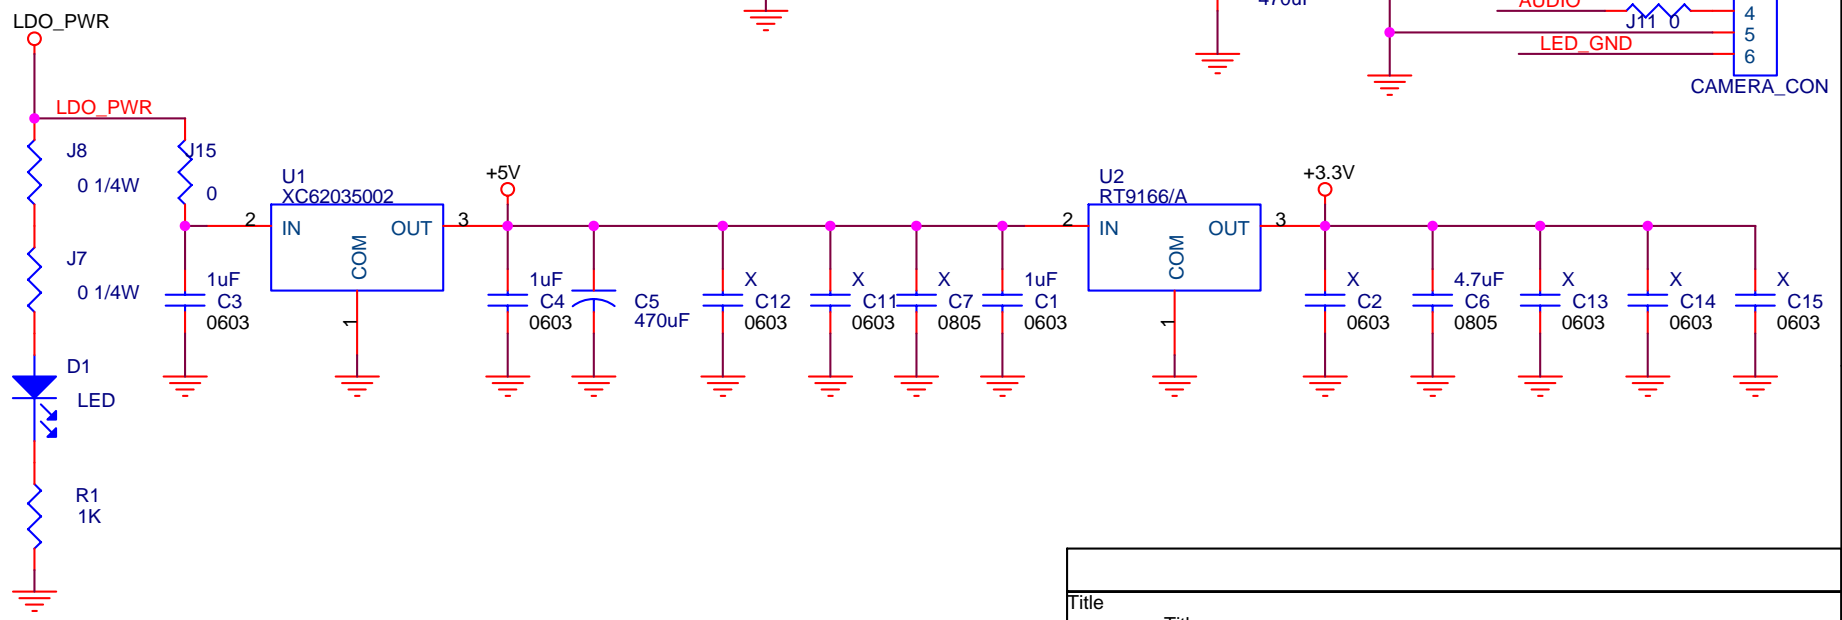 LDO_PWR
470uF
AUDIO
J11 0
4
5
LED_GND
6
CAMERA_CON
LDO_PWR
J8
0 1/4W
J15
0
U1
XC62035002
2
IN
OUT
3
COM
1
+5V
U2
RT9166/A
2
IN
OUT
3
COM
1
+3.3V
J7
0 1/4W
1uF
C3
0603
1uF
C4
0603
C5
470uF
X
C12
0603
X
C11
0603
X
C7
0805
1uF
C1
0603
X
C2
0603
4.7uF
C6
0805
X
C13
0603
X
C14
0603
X
C15
0603
D1
LED
R1
1K
Title
Title